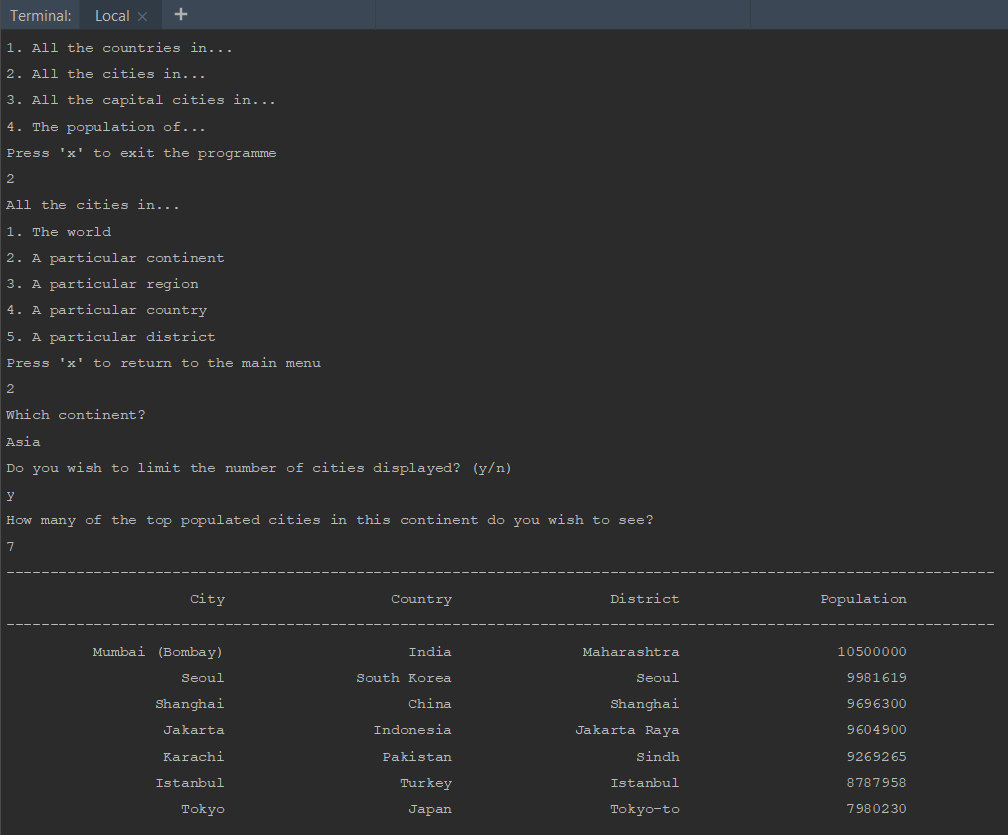 Terminal: Local × +
1. All the countries in...
2. All the cities in...
3. All the capital cities in...
4. The population of...
Press 'x' to exit the programme
2
All the cities in...
1. The world
2. A particular continent
3. A particular region
4. A particular country
5. A particular district
Press 'x' to return to the main menu
2
Which continent?
Asia
Do you wish to limit the number of cities displayed? (y/n)
y
How many of the top populated cities in this continent do you wish to see?
7
-----------------------------------------------------------------------------------------------------------------
City Country District Population
-----------------------------------------------------------------------------------------------------------------
Mumbai (Bombay) India Maharashtra 10500000
Seoul South Korea Seoul 9981619
Shanghai China Shanghai 9696300
Jakarta Indonesia Jakarta Raya 9604900
Karachi Pakistan Sindh 9269265
Istanbul Turkey Istanbul 8787958
Tokyo Japan Tokyo-to 7980230